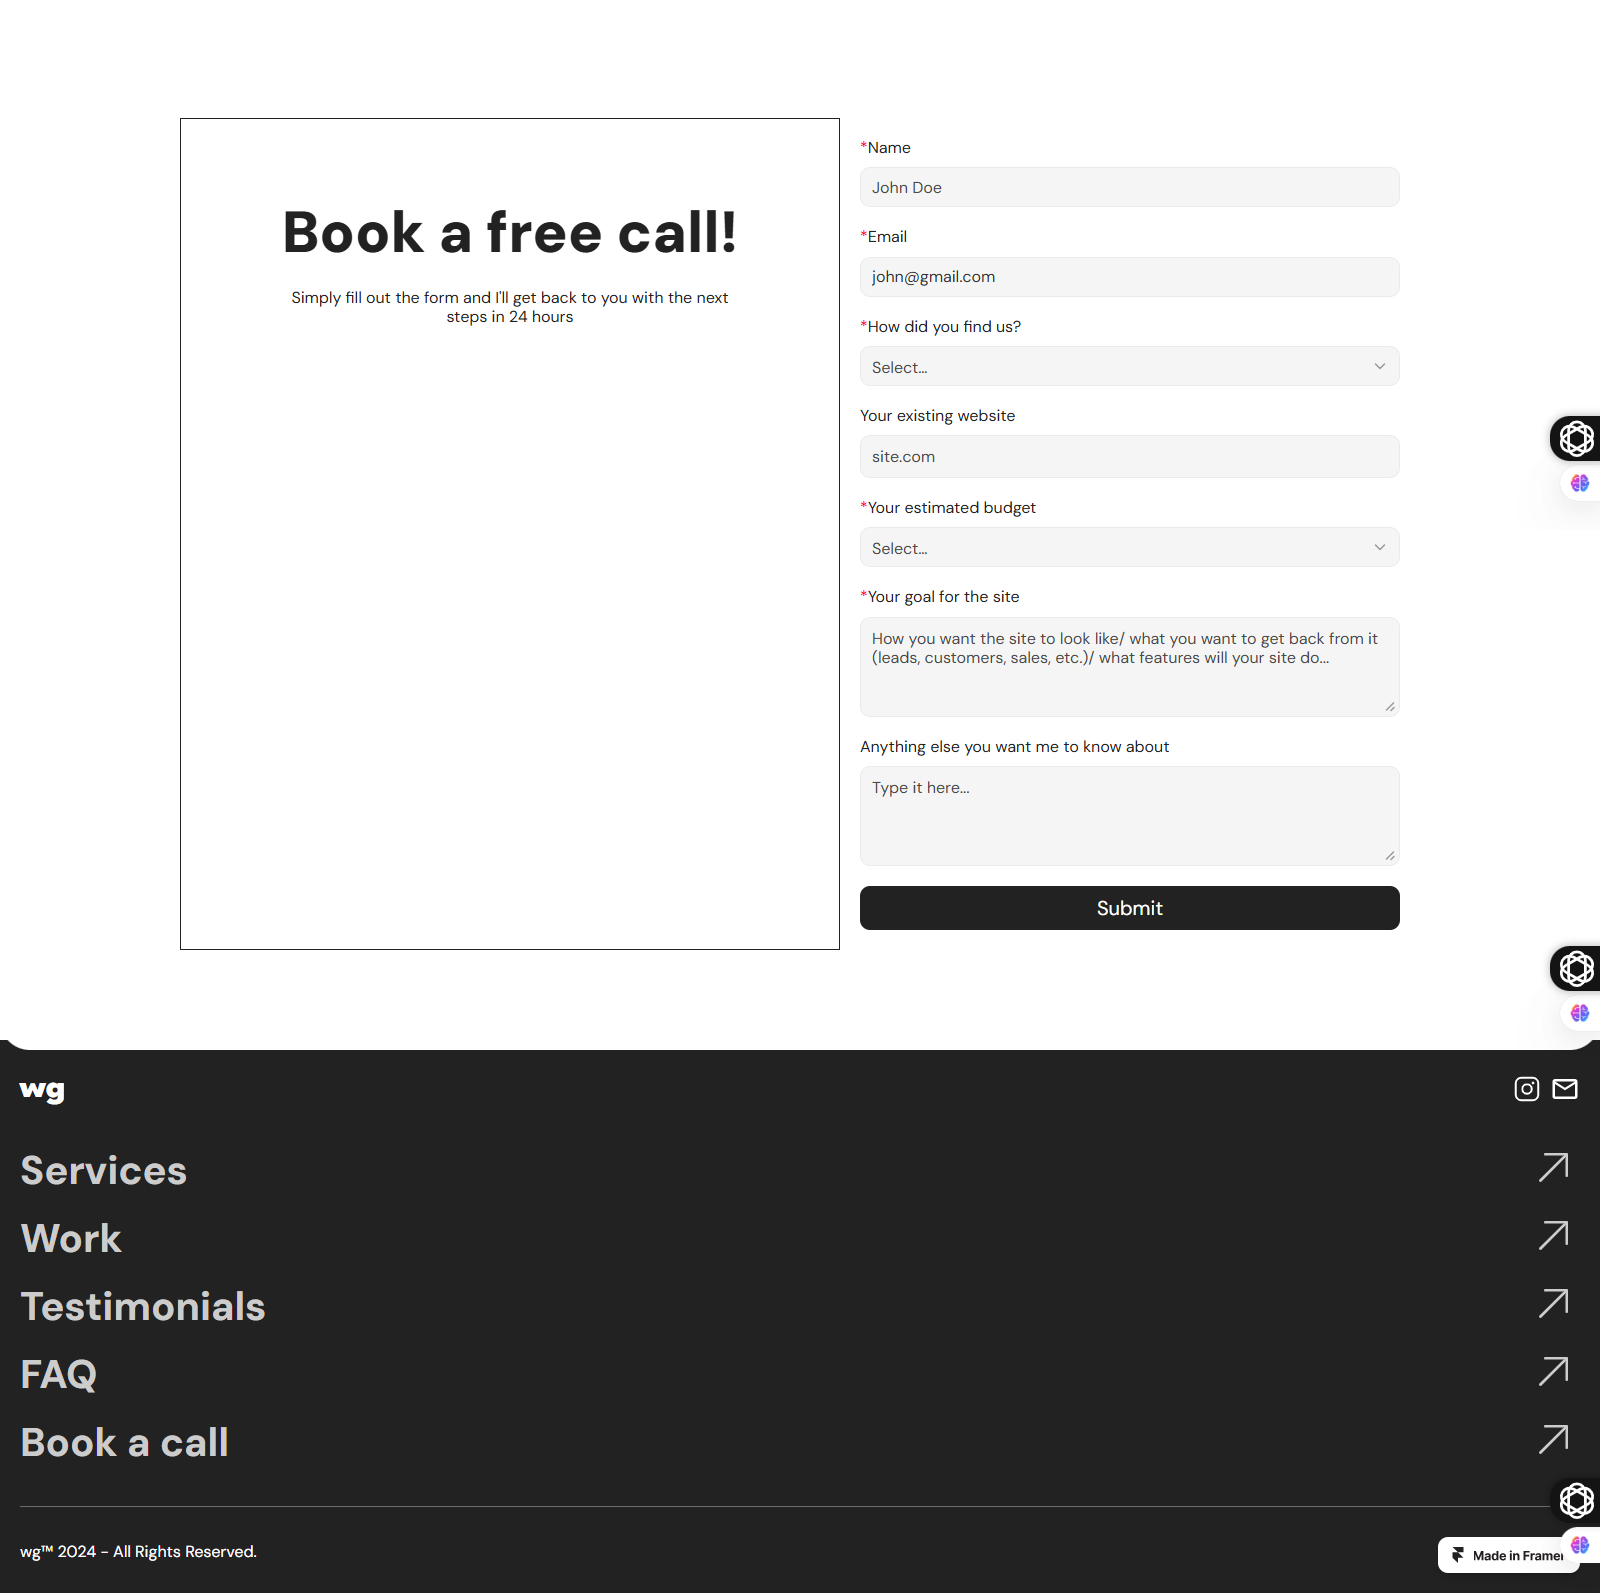 Book a free call!
Simply fill out the form and I'll get back to you with the next
steps in 24 hours
*Name
John Doe
*Email
john@gmail.com
*How did you find us?
Select...
Your existing website
site.com
*Your estimated budget
Select...
*Your goal for the site
How you want the site to look like/ what you want to get back from it
(leads, customers, sales, etc.)/ what features will your site do...
Anything else you want me to know about
Type it here...
Submit
wg
Services
Work
Testimonials
FAQ
Book a call
wg™ 2024 - All Rights Reserved.
Made in Framer